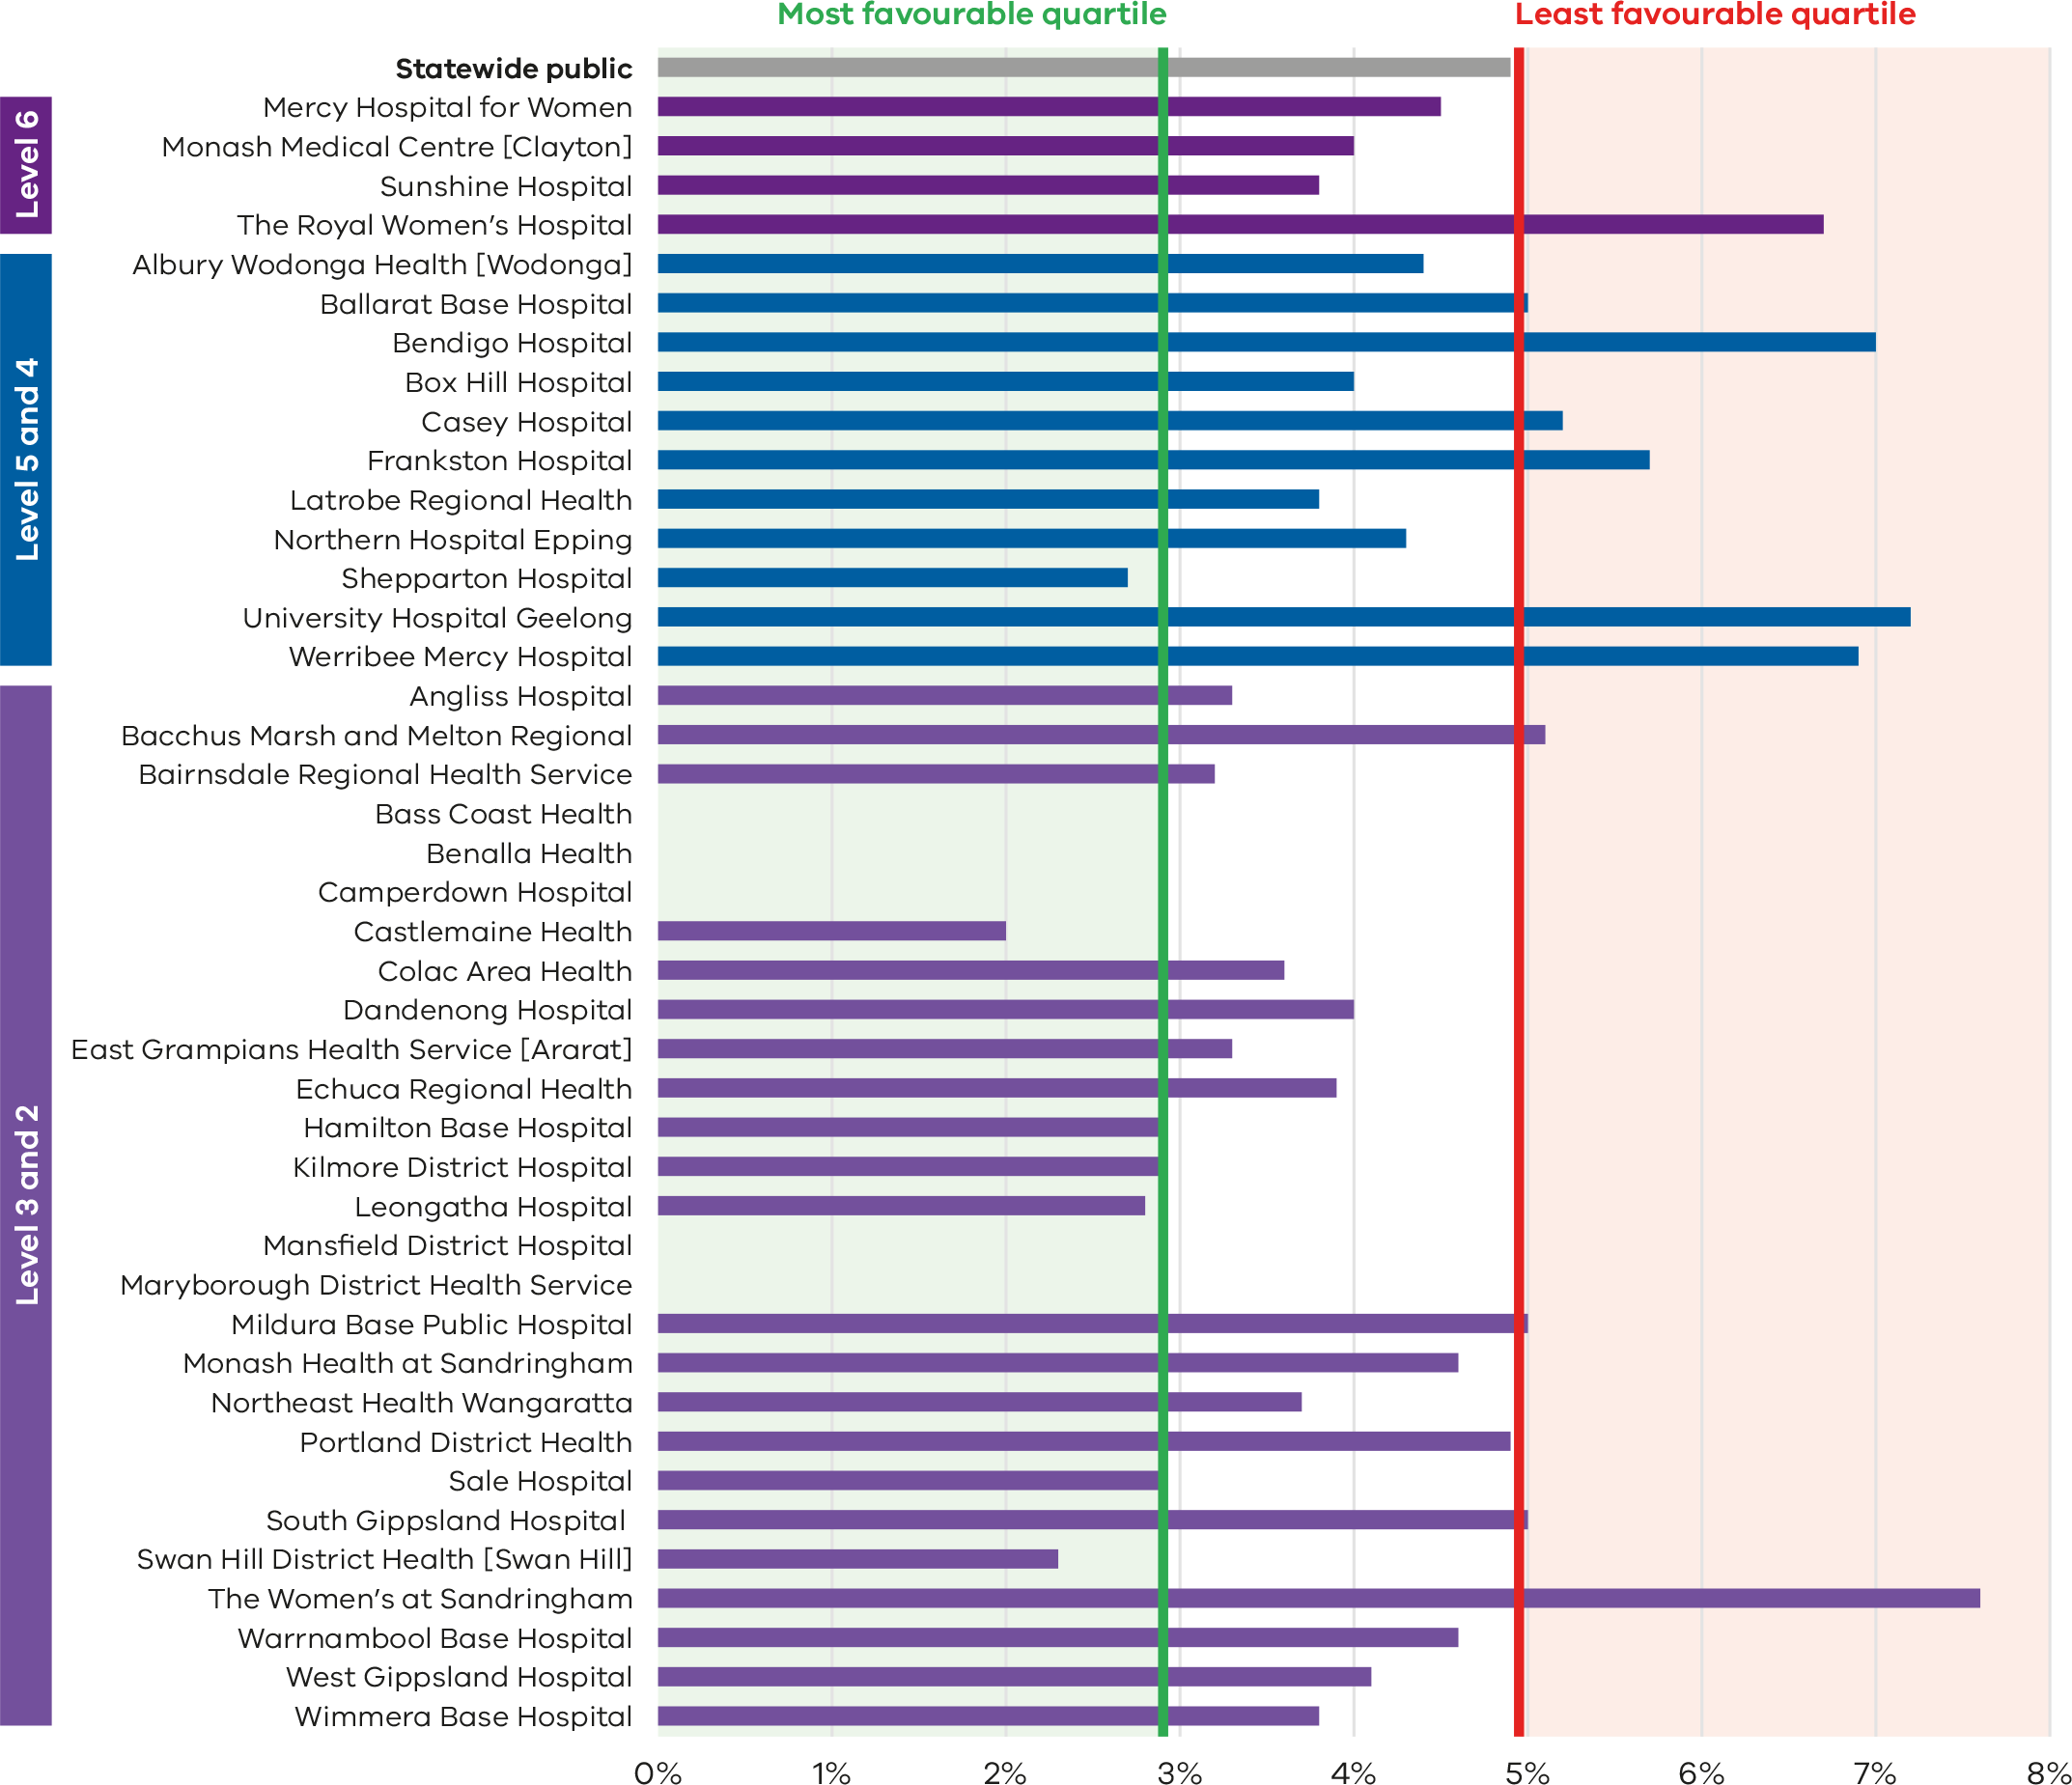 Most favourable quartile
Least favourable quartile
Statewide public
Level 6
Mercy Hospital for Women
Monash Medical Centre [Clayton]
Sunshine Hospital
The Royal Women’s Hospital
Level 5 and 4
Albury Wodonga Health [Wodonga]
Ballarat Base Hospital
Bendigo Hospital
Box Hill Hospital
Casey Hospital
Frankston Hospital
Latrobe Regional Health
Northern Hospital Epping
Shepparton Hospital
University Hospital Geelong
Werribee Mercy Hospital
Level 3 and 2
Angliss Hospital
Bacchus Marsh and Melton Regional
Bairnsdale Regional Health Service
Bass Coast Health
Benalla Health
Camperdown Hospital
Castlemaine Health
Colac Area Health
Dandenong Hospital
East Grampians Health Service [Ararat]
Echuca Regional Health
Hamilton Base Hospital
Kilmore District Hospital
Leongatha Hospital
Mansfield District Hospital
Maryborough District Health Service
Mildura Base Public Hospital
Monash Health at Sandringham
Northeast Health Wangaratta
Portland District Health
Sale Hospital
South Gippsland Hospital
Swan Hill District Health [Swan Hill]
The Women’s at Sandringham
Warrnambool Base Hospital
West Gippsland Hospital
Wimmera Base Hospital
0% 1% 2% 3% 4% 5% 6% 7% 8%